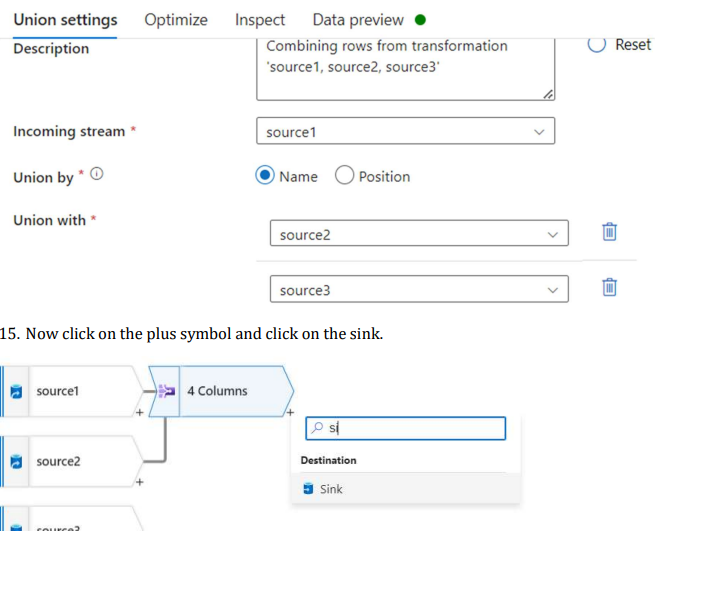 Union settings Optimize Inspect Data preview
Description
Combining rows from transformation
'source1, source2, source3'
Reset
Incoming stream *
source1
Union by *
Name Position
Union with *
source2
source3
15. Now click on the plus symbol and click on the sink.
source1
4 Columns
+
+
si
source2
+
Destination
Sink
source3